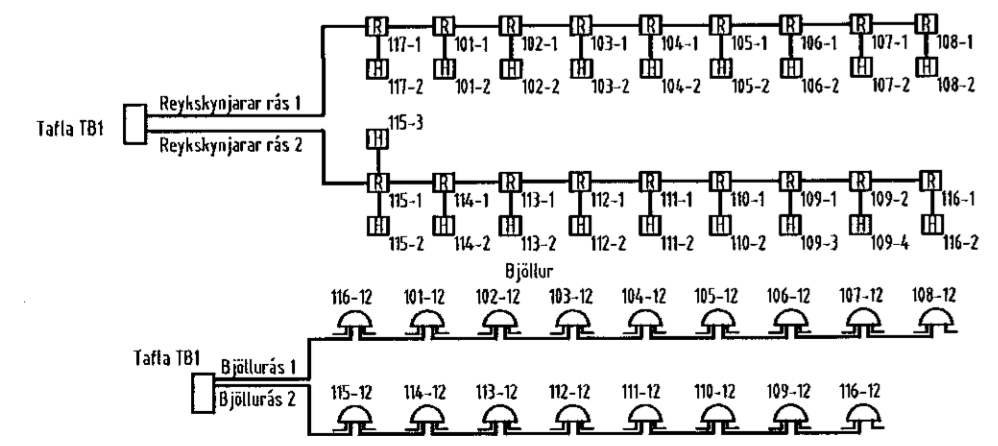 R R R R R R R R R
117-1 101-1 102-1 103-1 104-1 105-1 106-1 107-1 108-1
H H H H H H H H H
117-2 101-2 102-2 103-2 104-2 105-2 106-2 107-2 108-2
Reykskynjarar rás 1
Tafla TB1
Reykskynjarar rás 2
H 115-3
R R R R R R R R R
115-1 114-1 113-1 112-1 111-1 110-1 109-1 109-2 116-1
H H H H H H H H H
115-2 114-2 113-2 112-2 111-2 110-2 109-3 109-4 116-2
Bjöllur
116-12 101-12 102-12 103-12 104-12 105-12 106-12 107-12 108-12
Tafla TB1
Bjöllurás 1
Bjöllurás 2
115-12 114-12 113-12 112-12 111-12 110-12 109-12 116-12